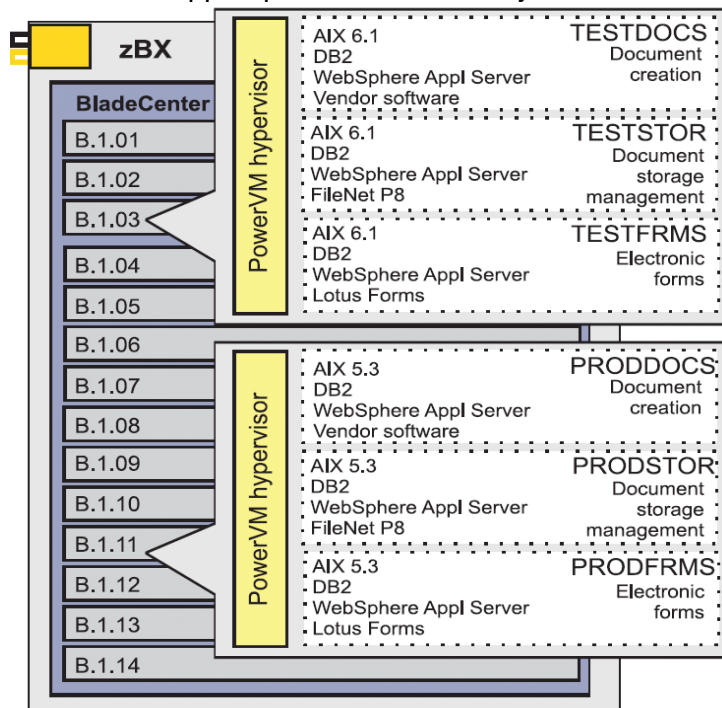 zBX
BladeCenter
B.1.01
B.1.02
B.1.03
B.1.04
B.1.05
B.1.06
B.1.07
B.1.08
B.1.09
B.1.10
B.1.11
B.1.12
B.1.13
B.1.14
PowerVM hypervisor
AIX 6.1
DB2
WebSphere Appl Server
Vendor software
TESTDOCS
Document
creation
AIX 6.1
DB2
WebSphere Appl Server
FileNet P8
TESTSTOR
Document
storage
management
AIX 6.1
DB2
WebSphere Appl Server
Lotus Forms
TESTFRMS
Electronic
forms
PowerVM hypervisor
AIX 5.3
DB2
WebSphere Appl Server
Vendor software
PRODDOCS
Document
creation
AIX 5.3
DB2
WebSphere Appl Server
FileNet P8
PRODSTOR
Document
storage
management
AIX 5.3
DB2
WebSphere Appl Server
Lotus Forms
PRODFRMS
Electronic
forms